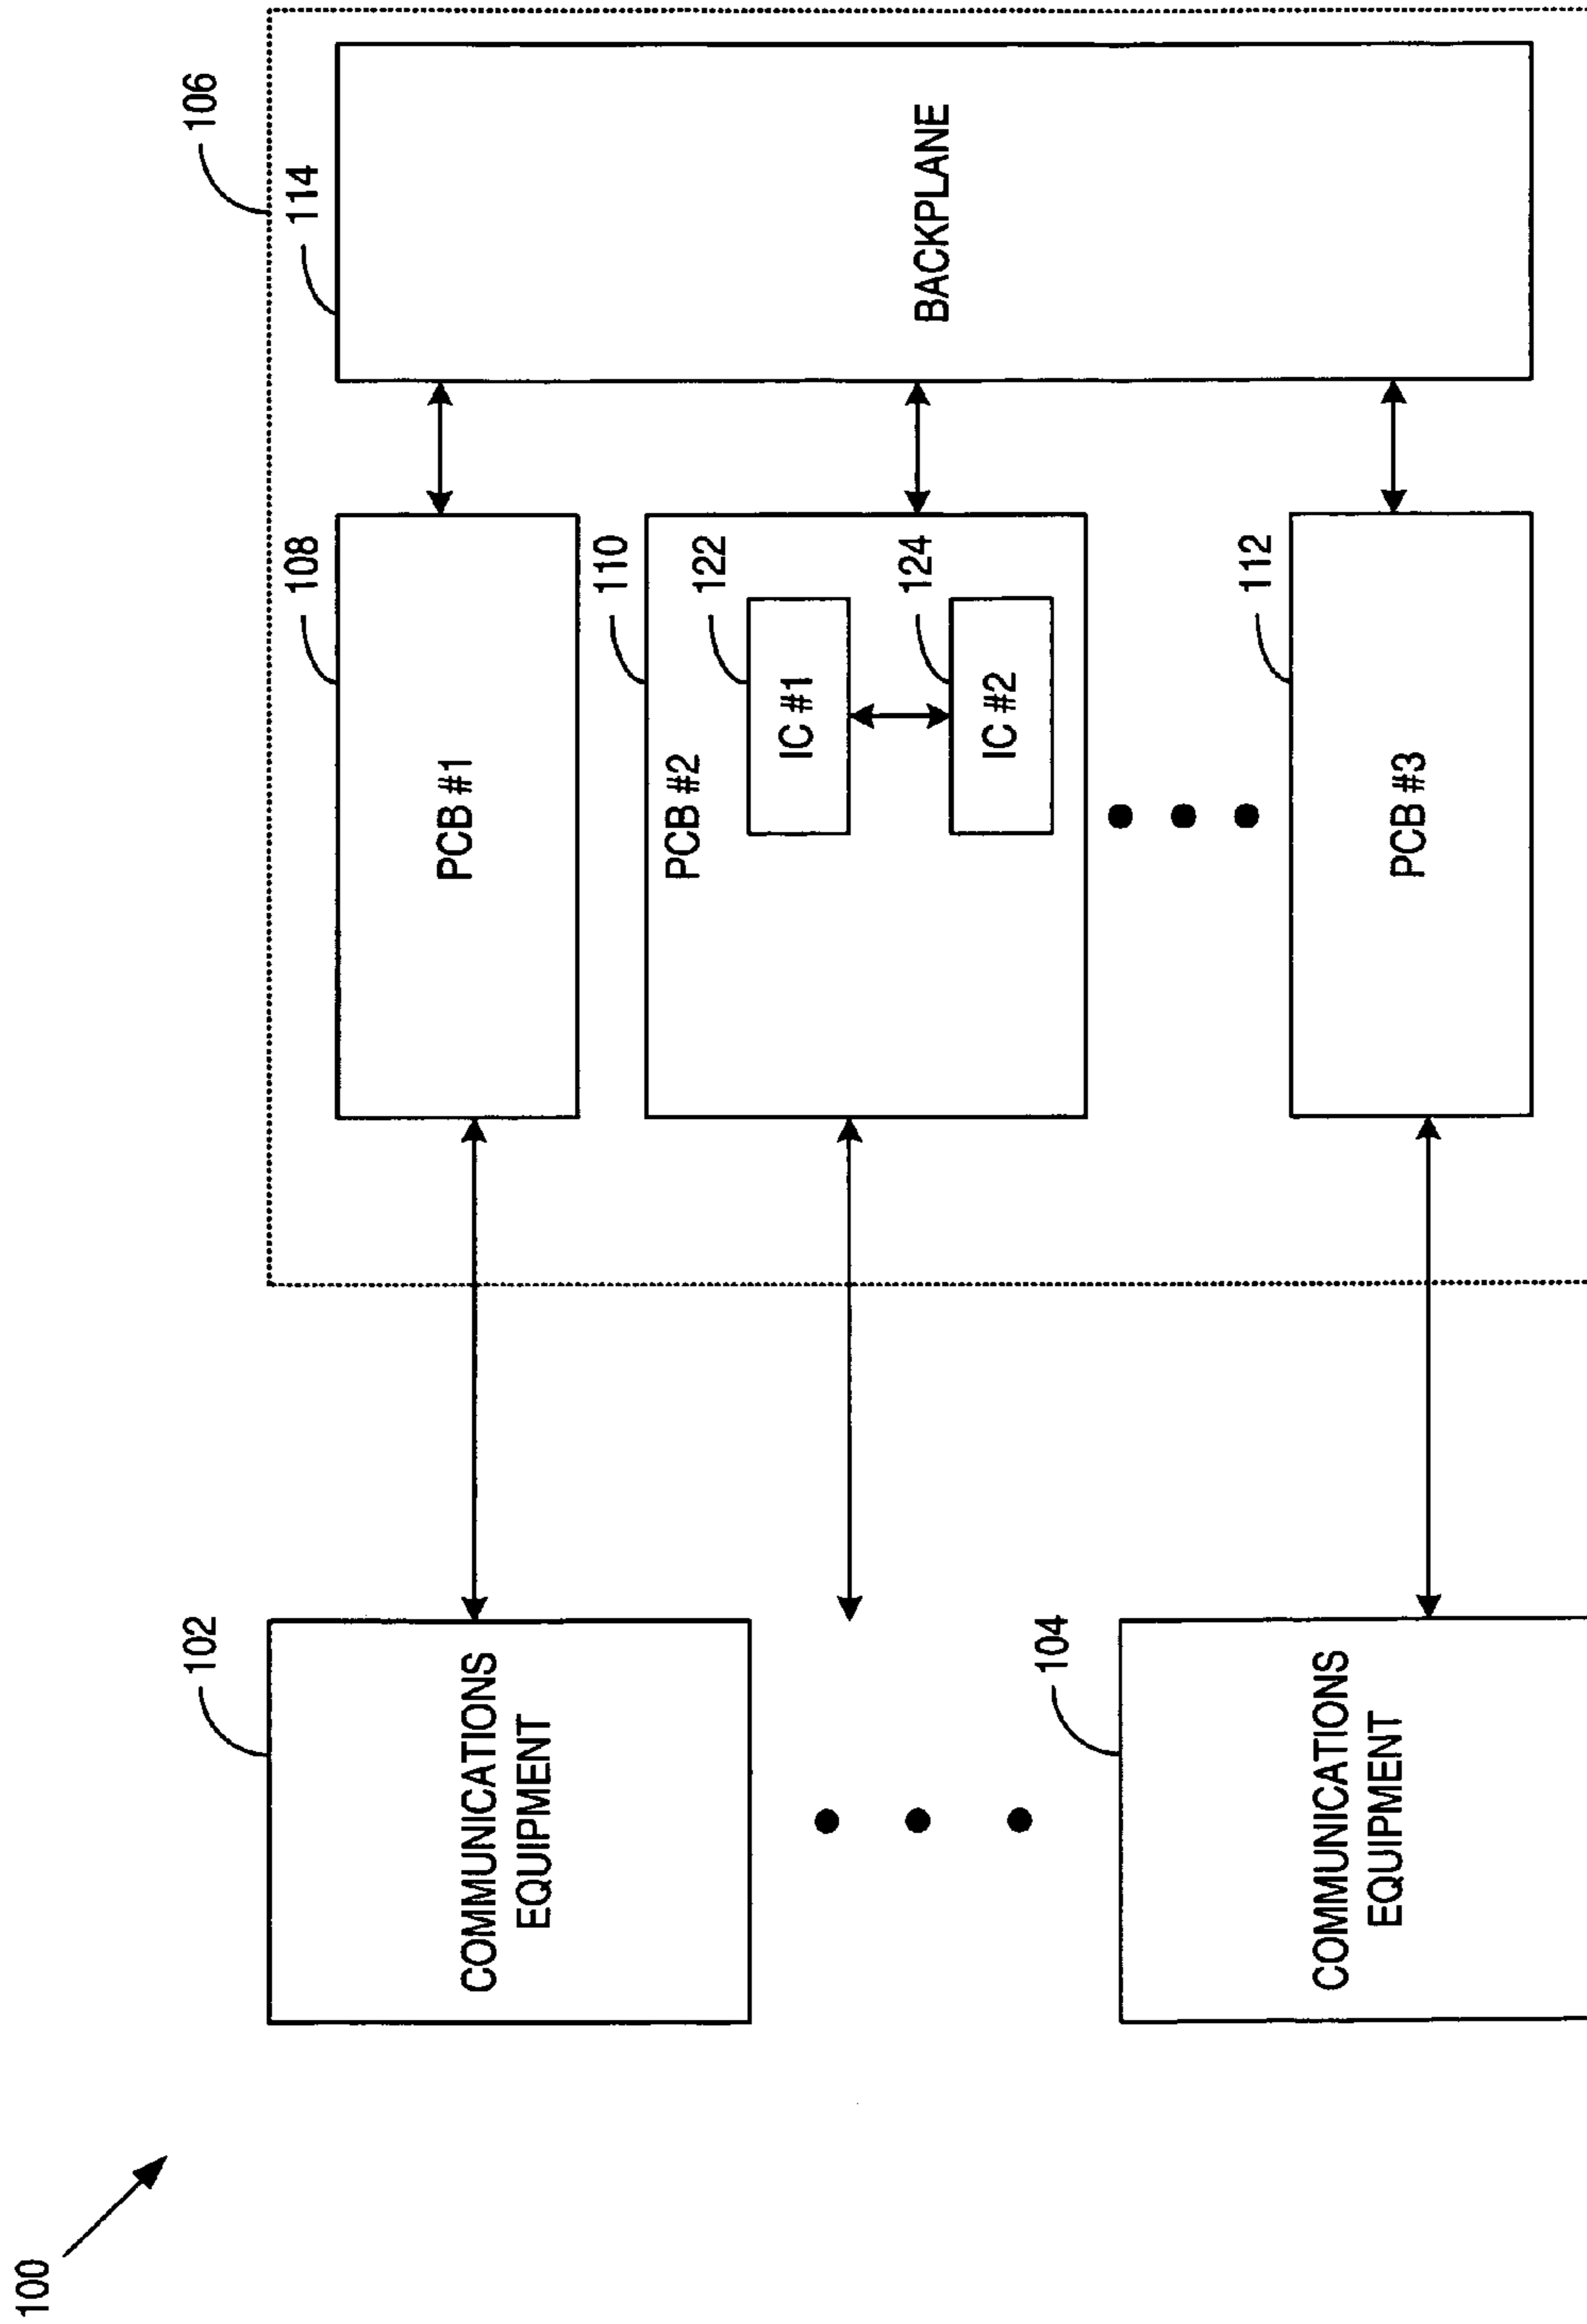 100
102
COMMUNICATIONS
EQUIPMENT
104
COMMUNICATIONS
EQUIPMENT
106
108
PCB #1
110
PCB #2
122
IC #1
124
IC #2
112
PCB #3
114
BACKPLANE